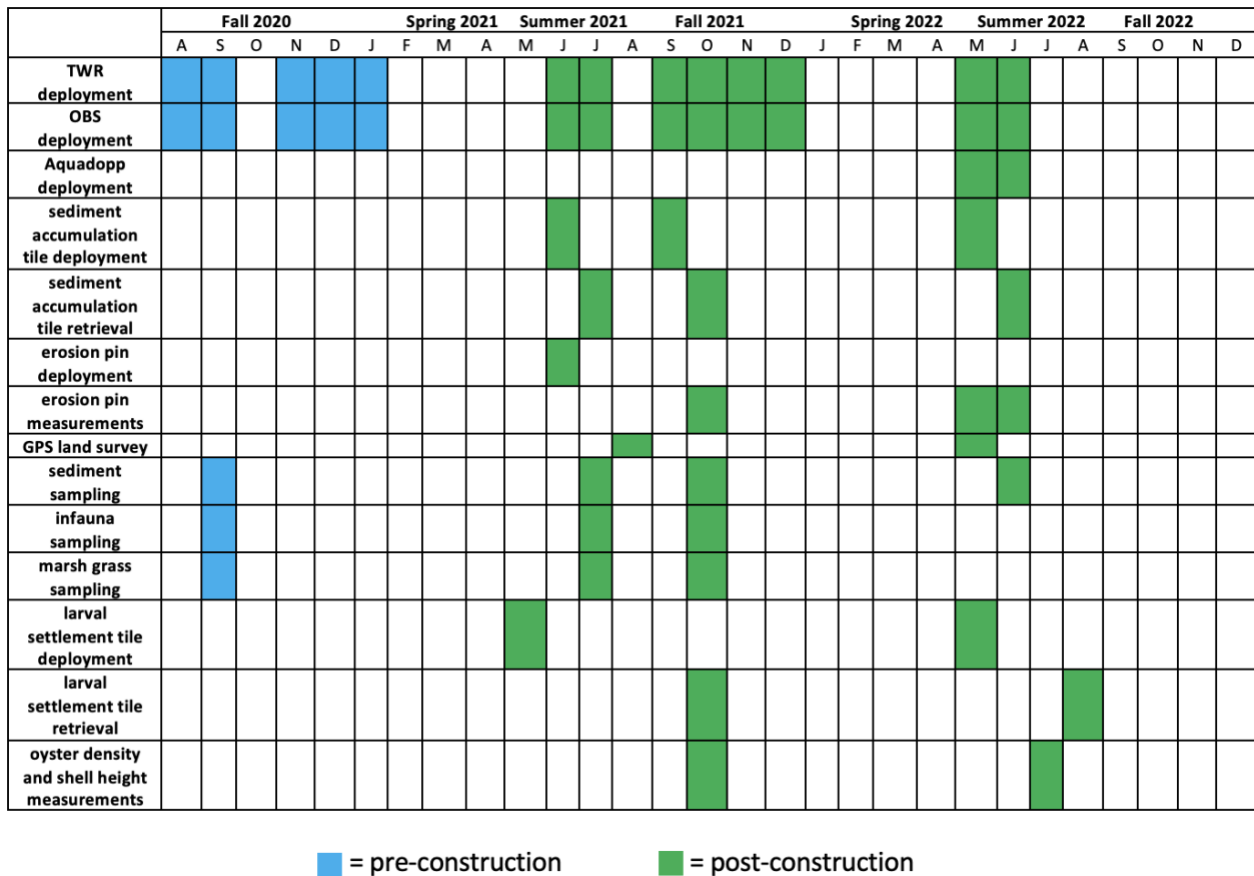 Fall 2020 Spring 2021 Summer 2021 Fall 2021 Spring 2022 Summer 2022 Fall 2022
A S O N D J F M A M J J A S O N D J F M A M J J A S O N D
TWR
deployment
OBS
deployment
Aquadopp
deployment
sediment
accumulation
tile deployment
sediment
accumulation
tile retrieval
erosion pin
deployment
erosion pin
measurements
GPS land survey
sediment
sampling
infauna
sampling
marsh grass
sampling
larval
settlement tile
deployment
larval
settlement tile
retrieval
oyster density
and shell height
measurements
= pre-construction = post-construction